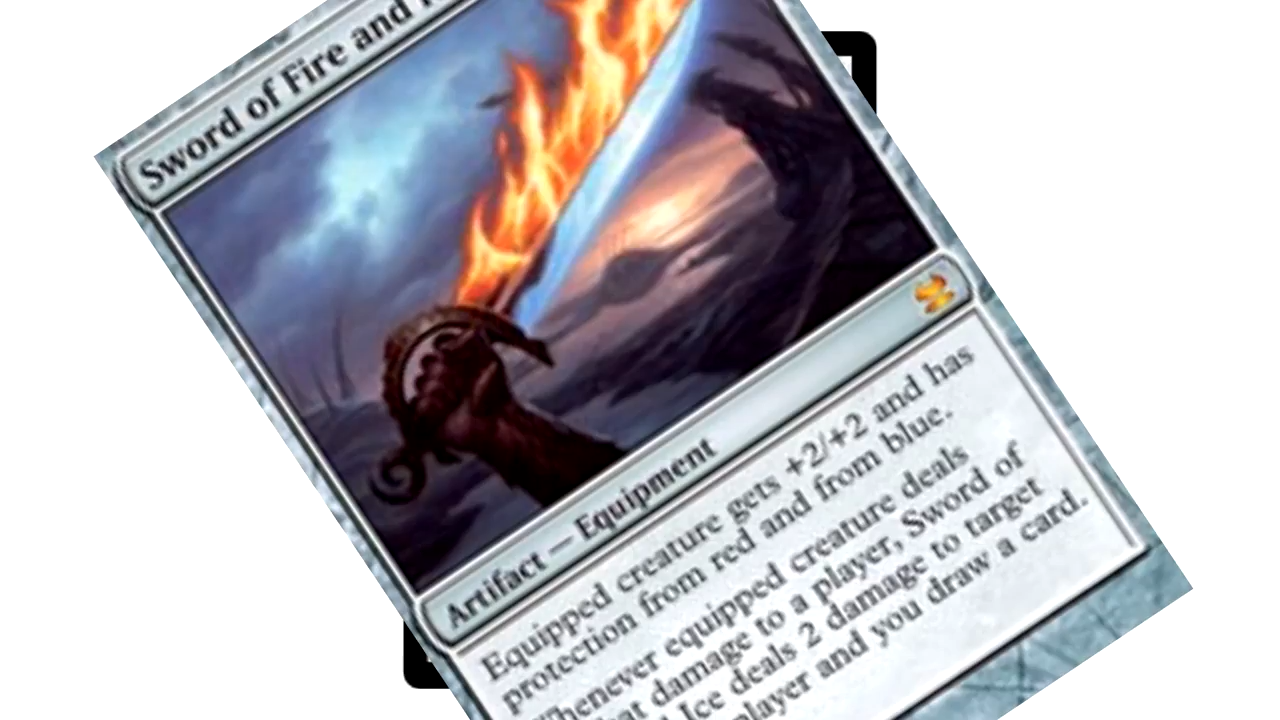 Sword of Fire and
Artifact — Equipment
Equipped creature gets +2/+2 and has
protection from red and from blue.
Whenever equipped creature deals
damage to a player, Sword of
Ice deals 2 damage to target
player and you draw a card.